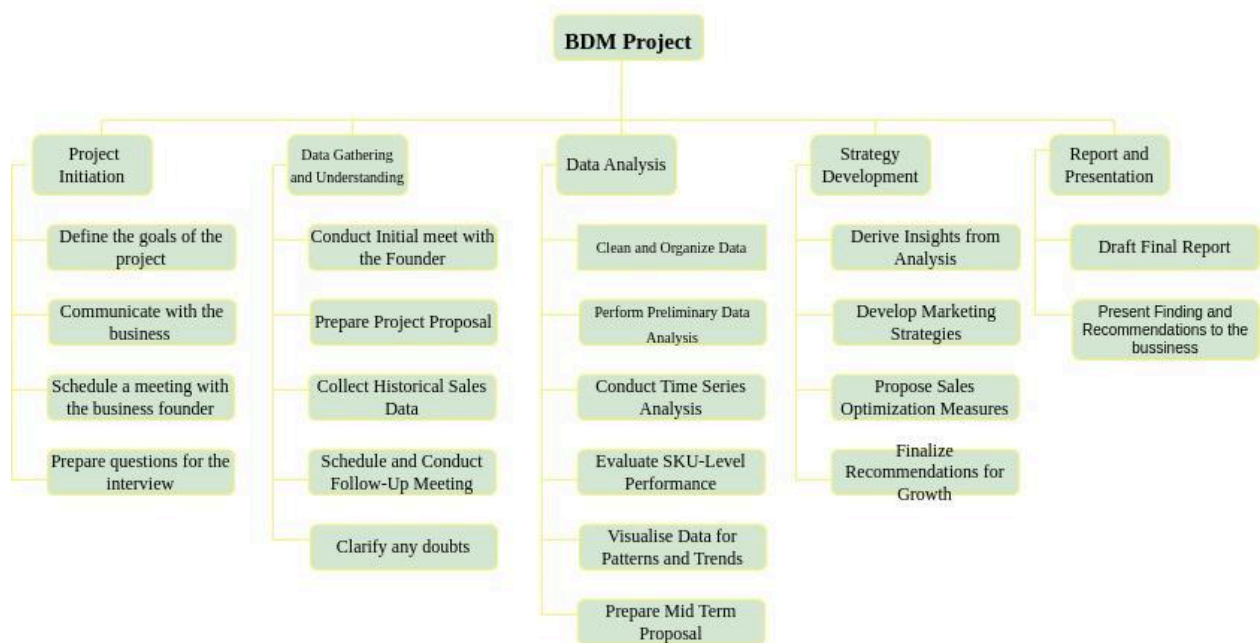 BDM Project
Project
Initiation
Define the goals of the
project
Communicate with the
business
Schedule a meeting with
the business founder
Prepare questions for the
interview
Data Gathering
and Understanding
Conduct Initial meet with
the Founder
Prepare Project Proposal
Collect Historical Sales
Data
Schedule and Conduct
Follow-Up Meeting
Clarify any doubts
Data Analysis
Clean and Organize Data
Perform Preliminary Data
Analysis
Conduct Time Series
Analysis
Evaluate SKU-Level
Performance
Visualise Data for
Patterns and Trends
Prepare Mid Term
Proposal
Strategy
Development
Derive Insights from
Analysis
Develop Marketing
Strategies
Propose Sales
Optimization Measures
Finalize
Recommendations for
Growth
Report and
Presentation
Draft Final Report
Present Finding and
Recommendations to the
bussiness